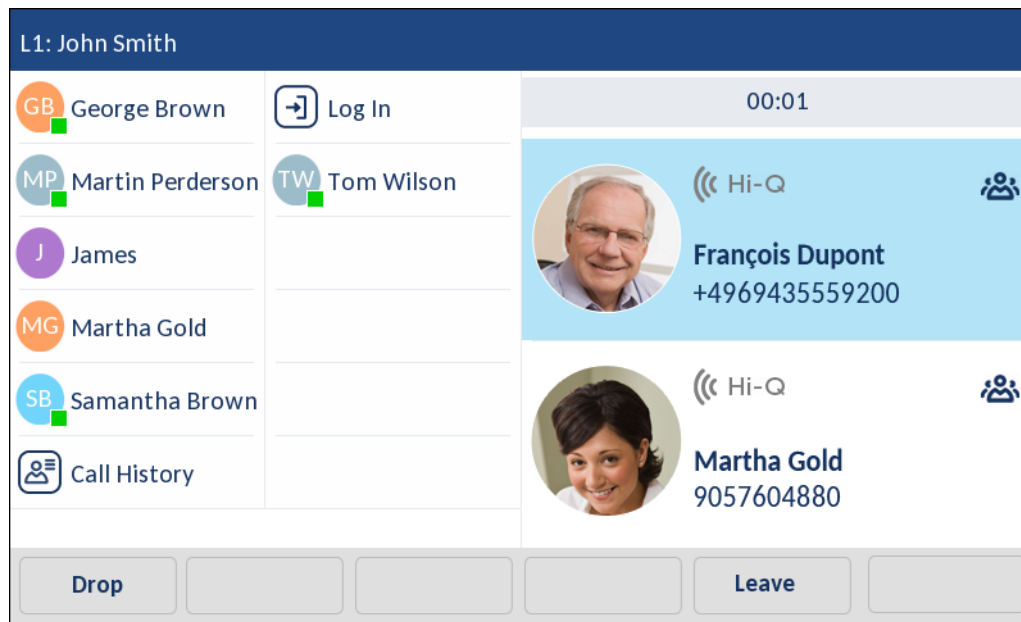 L1: John Smith
GB George Brown
MP Martin Perderson
J James
MG Martha Gold
SB Samantha Brown
Call History
Log In
TW Tom Wilson
00:01
Hi-Q
François Dupont
+4969435559200
Hi-Q
Martha Gold
9057604880
Drop
Leave